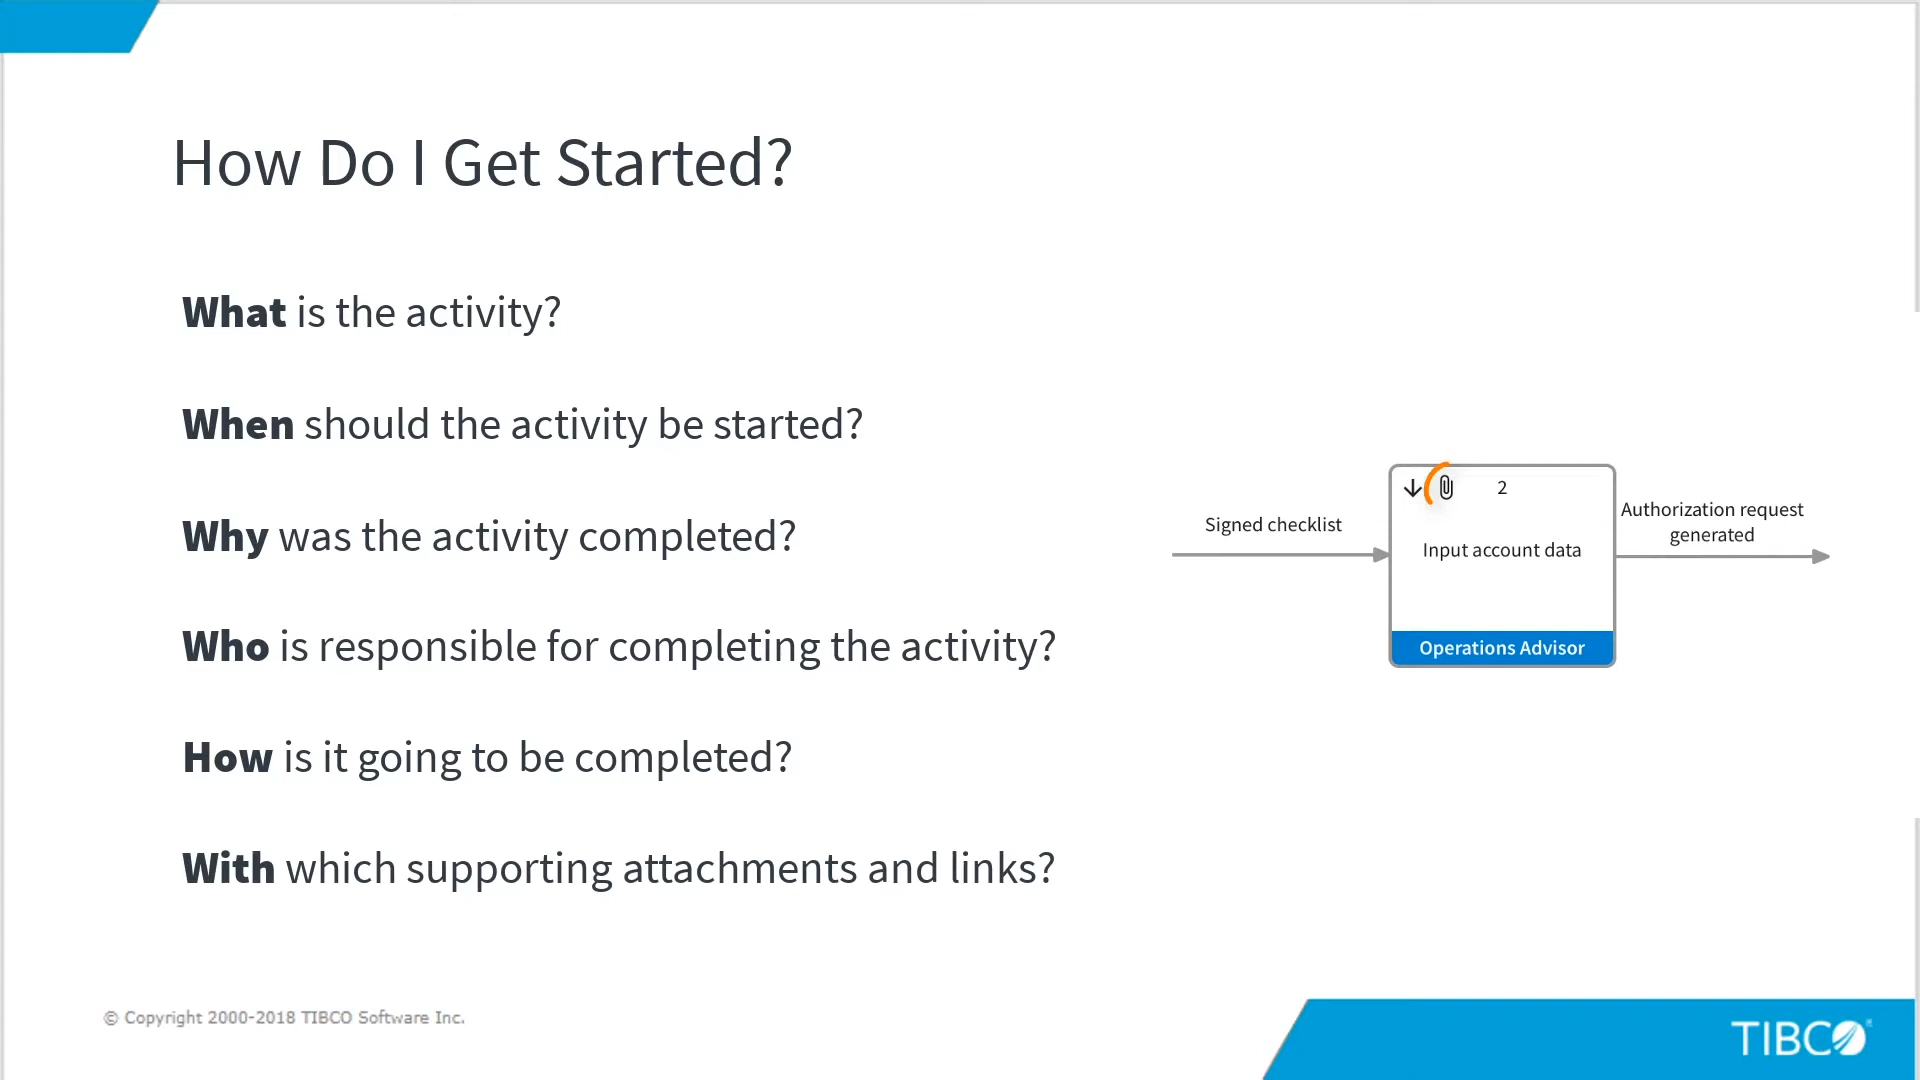 How Do I Get Started?
What is the activity?
When should the activity be started?
Why was the activity completed?
Who is responsible for completing the activity?
How is it going to be completed?
With which supporting attachments and links?
Signed checklist
2
Input account data
Operations Advisor
Authorization request
generated
© Copyright 2000-2018 TIBCO Software Inc.
TIBCO®